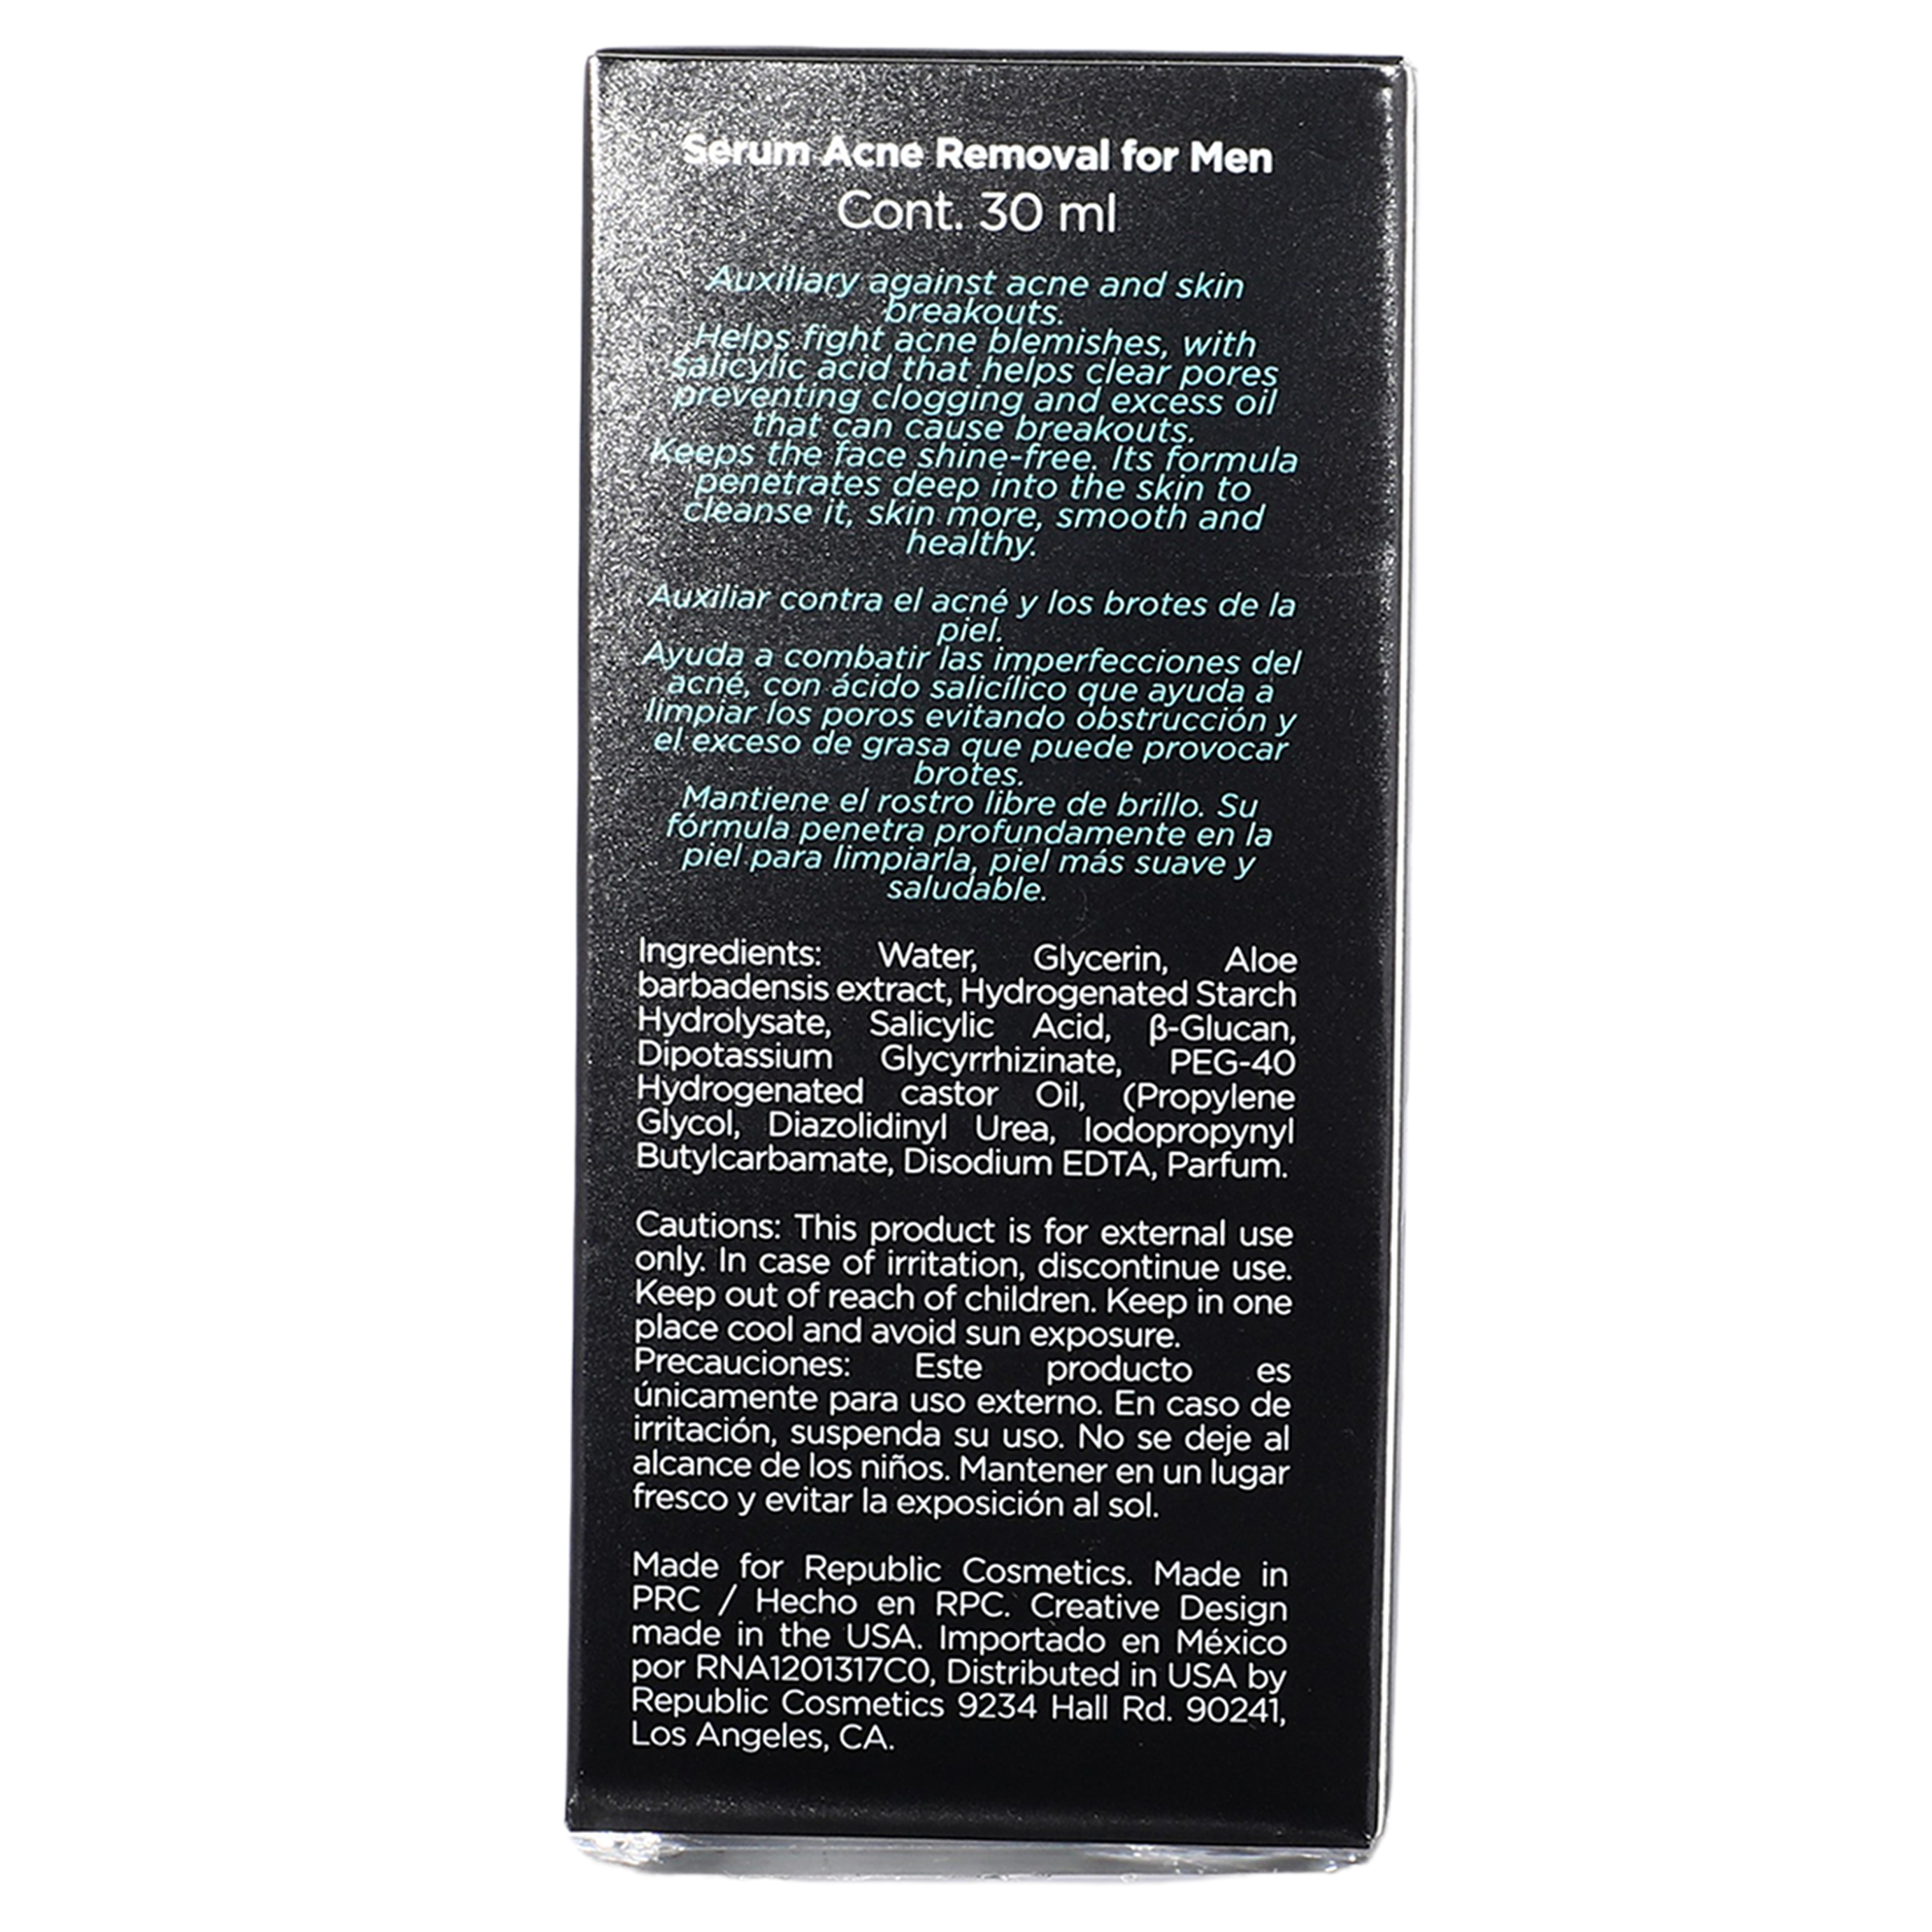 Serum Acne Removal for Men
Cont. 30 ml
Auxiliary against acne and skin
breakouts.
Helps fight acne blemishes, with
salicylic acid that helps clear pores
preventing clogging and excess oil
that can cause breakouts.
Keeps the face shine-free. Its formula
penetrates deep into the skin to
cleanse it, skin more, smooth and
healthy.
Auxiliar contra el acné y los brotes de la
piel.
Ayuda a combatir las imperfecciones del
acné, con ácido salicílico que ayuda a
limpiar los poros evitando obstrucción y
el exceso de grasa que puede provocar
brotes.
Mantiene el rostro libre de brillo. Su
fórmula penetra profundamente en la
piel para limpiarla, piel más suave y
saludable.
Ingredients: Water, Glycerin, Aloe
barbadensis extract, Hydrogenated Starch
Hydrolysate, Salicylic Acid, β-Glucan,
Dipotassium Glycyrrhizinate, PEG-40
Hydrogenated castor Oil, (Propylene
Glycol, Diazolidinyl Urea, Iodopropynyl
Butylcarbamate, Disodium EDTA, Parfum.
Cautions: This product is for external use
only. In case of irritation, discontinue use.
Keep out of reach of children. Keep in one
place cool and avoid sun exposure.
Precauciones: Este producto es
únicamente para uso externo. En caso de
irritación, suspenda su uso. No se deje al
alcance de los niños. Mantener en un lugar
fresco y evitar la exposición al sol.
Made for Republic Cosmetics. Made in
PRC / Hecho en RPC. Creative Design
made in the USA. Importado en México
por RNA1201317C0, Distributed in USA by
Republic Cosmetics 9234 Hall Rd. 90241,
Los Angeles, CA.